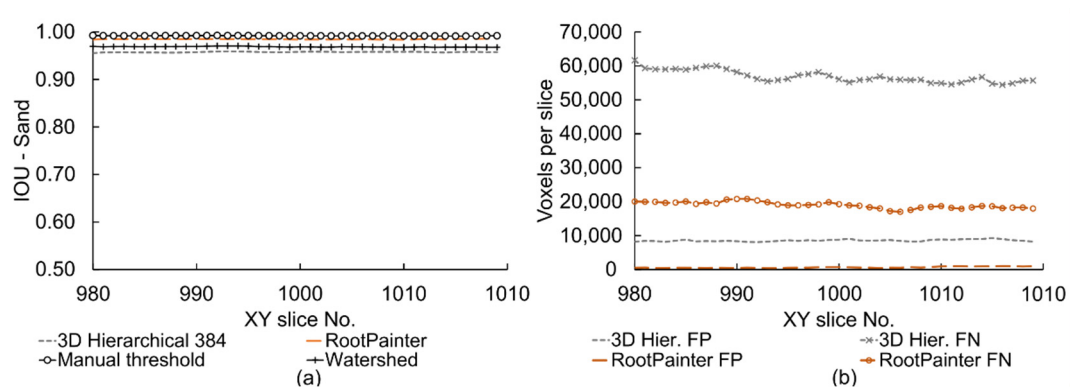 1.00
0.90
0.80
0.70
0.60
0.50
IOU - Sand
980 990 1000 1010 1010
XY slice No.
3D Hierarchical 384 RootPainter
Manual threshold Watershed
(a)
70,000
60,000
50,000
40,000
30,000
20,000
10,000
0
Voxels per slice
980 990 1000 1010 1010
XY slice No.
3D Hier. FP 3D Hier. FN
RootPainter FP RootPainter FN
(b)